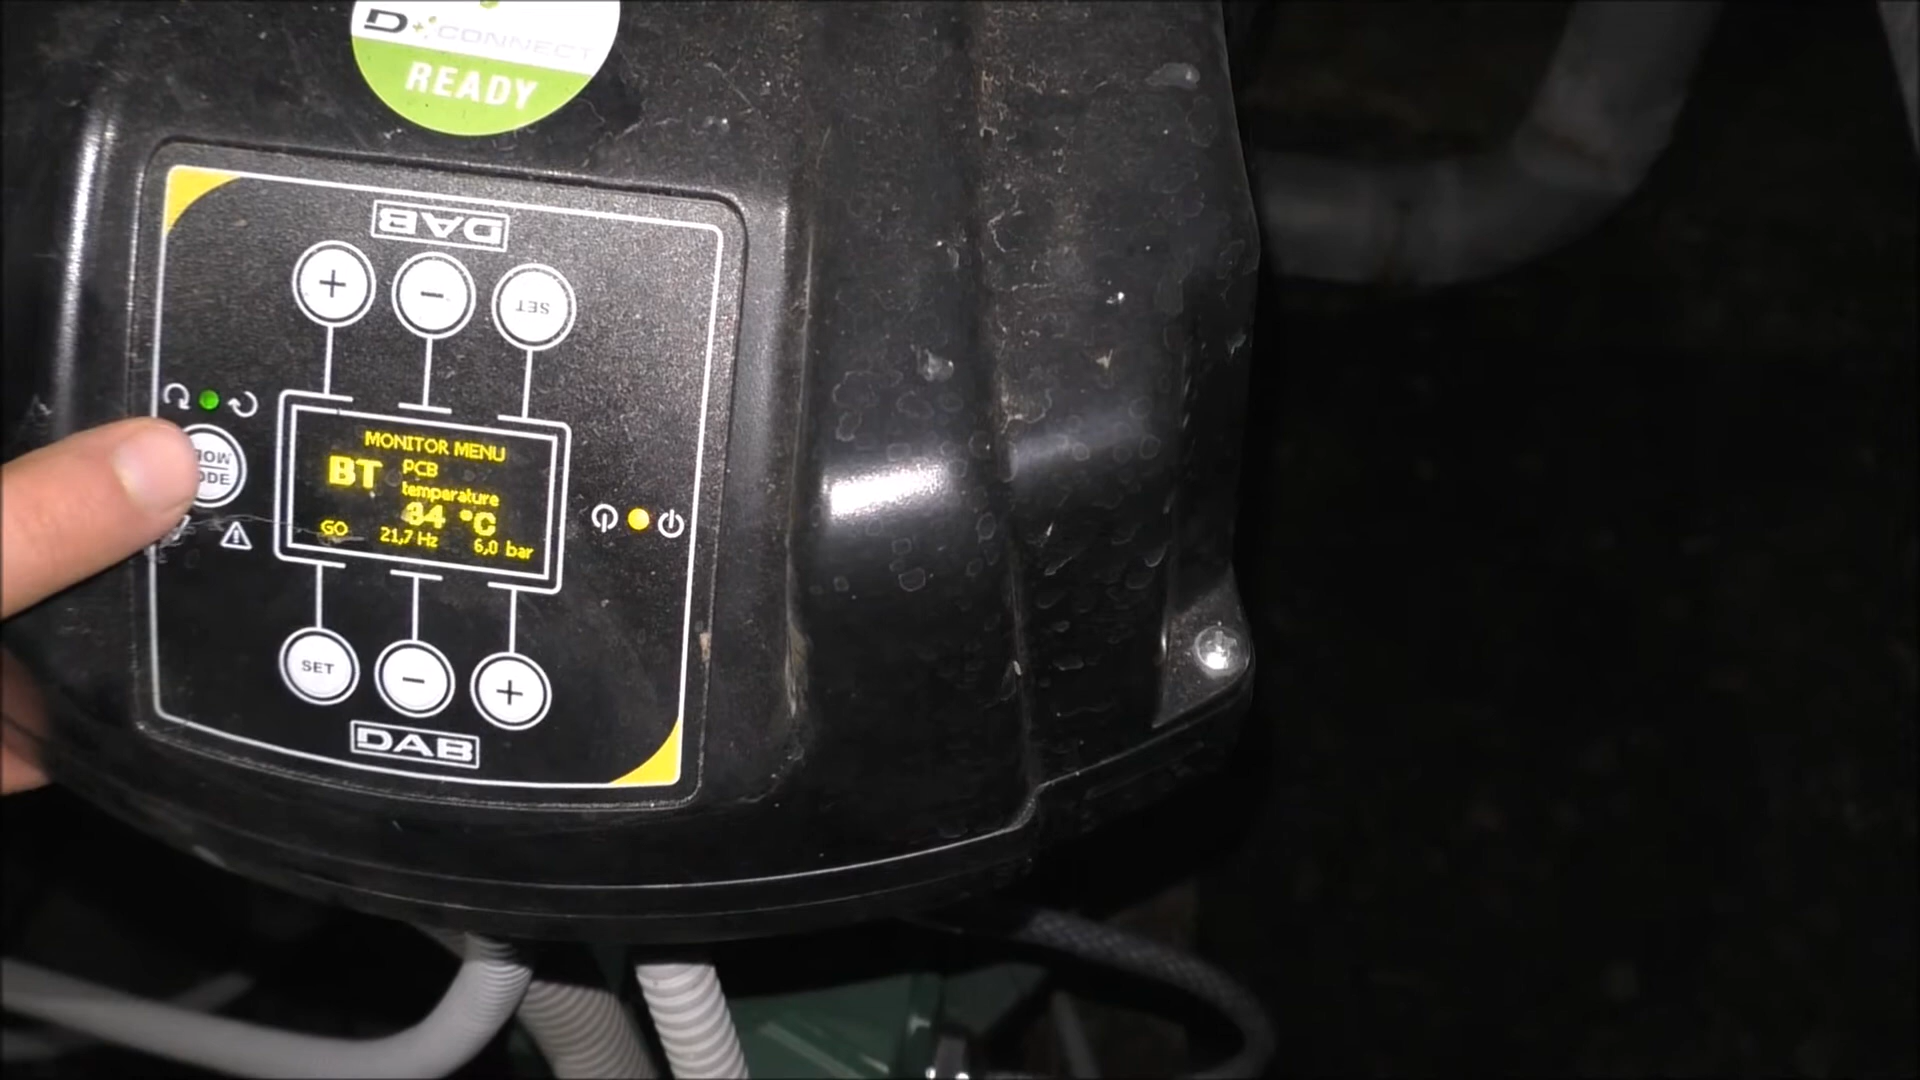 D+CONNECT
READY
DAB
+
−
SET
MODE
MONITOR MENU
BT PCB
temperature
34 °C
GO 21,7 Hz 6,0 bar
SET
−
+
DAB